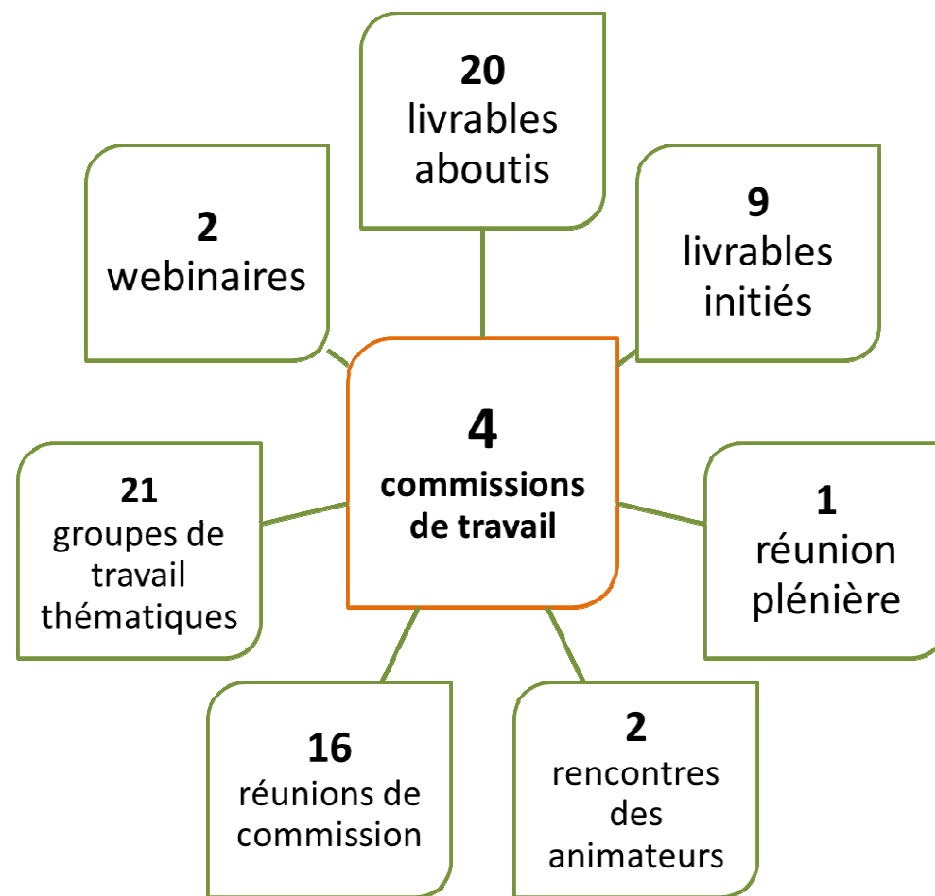 20
livrables
aboutis
2
webinaires
9
livrables
initiés
4
commissions
de travail
21
groupes de
travail
thématiques
1
réunion
plénière
16
réunions de
commission
2
rencontres
des
animateurs